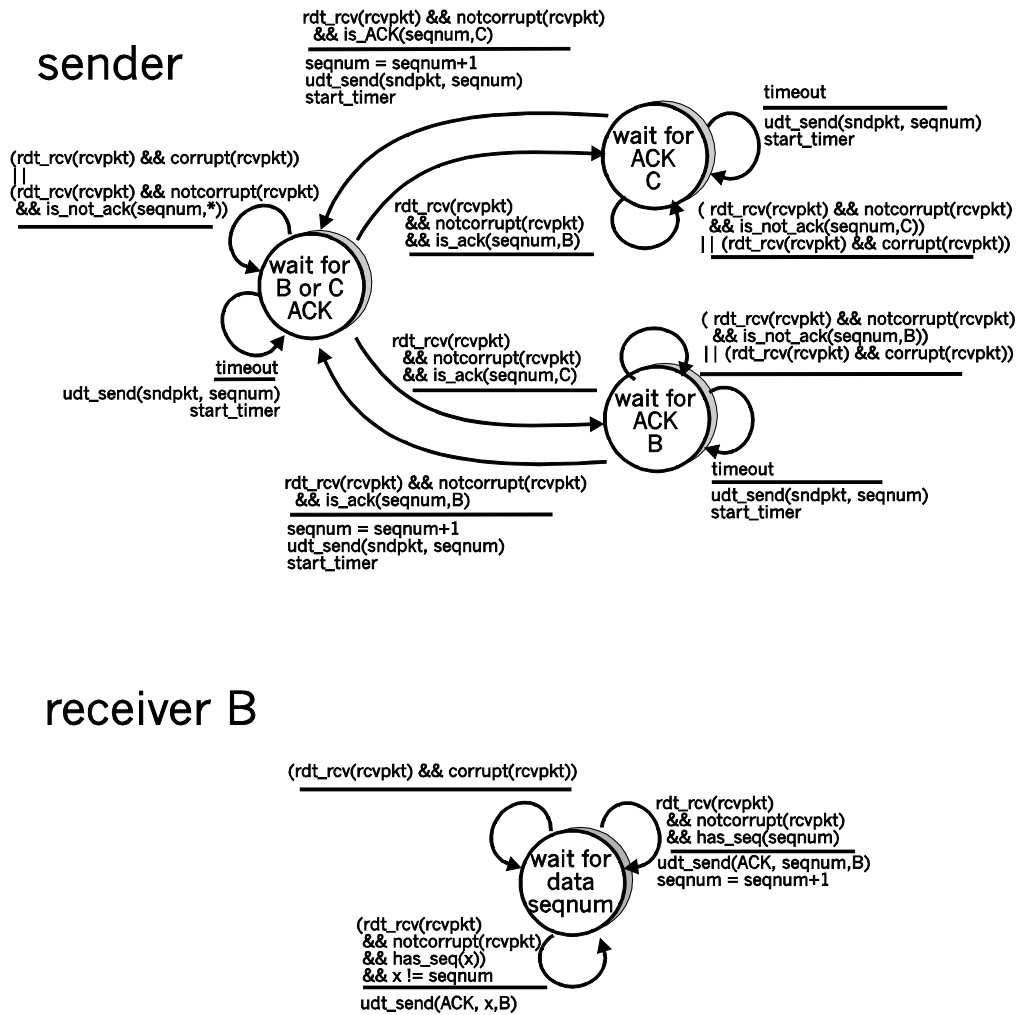 rdt_rcv(rcvpkt) && notcorrupt(rcvpkt)
&& is_ACK(seqnum,C)
seqnum = seqnum+1
udt_send(sndpkt, seqnum)
start_timer
sender
timeout
udt_send(sndpkt, seqnum)
start_timer
wait for
ACK
C
(rdt_rcv(rcvpkt) && corrupt(rcvpkt))
||
(rdt_rcv(rcvpkt) && notcorrupt(rcvpkt)
&& is_not_ack(seqnum,*))
rdt_rcv(rcvpkt)
&& notcorrupt(rcvpkt)
&& is_ack(seqnum,B)
( rdt_rcv(rcvpkt) && notcorrupt(rcvpkt)
&& is_not_ack(seqnum,C))
|| (rdt_rcv(rcvpkt) && corrupt(rcvpkt))
wait for
B or C
ACK
timeout
udt_send(sndpkt, seqnum)
start_timer
rdt_rcv(rcvpkt)
&& notcorrupt(rcvpkt)
&& is_ack(seqnum,C)
( rdt_rcv(rcvpkt) && notcorrupt(rcvpkt)
&& is_not_ack(seqnum,B))
|| (rdt_rcv(rcvpkt) && corrupt(rcvpkt))
wait for
ACK
B
timeout
udt_send(sndpkt, seqnum)
start_timer
rdt_rcv(rcvpkt) && notcorrupt(rcvpkt)
&& is_ack(seqnum,B)
seqnum = seqnum+1
udt_send(sndpkt, seqnum)
start_timer
receiver B
(rdt_rcv(rcvpkt) && corrupt(rcvpkt))
rdt_rcv(rcvpkt)
&& notcorrupt(rcvpkt)
&& has_seq(seqnum)
udt_send(ACK, seqnum,B)
seqnum = seqnum+1
wait for
data
seqnum
(rdt_rcv(rcvpkt)
&& notcorrupt(rcvpkt)
&& has_seq(x))
&& x != seqnum
udt_send(ACK, x,B)